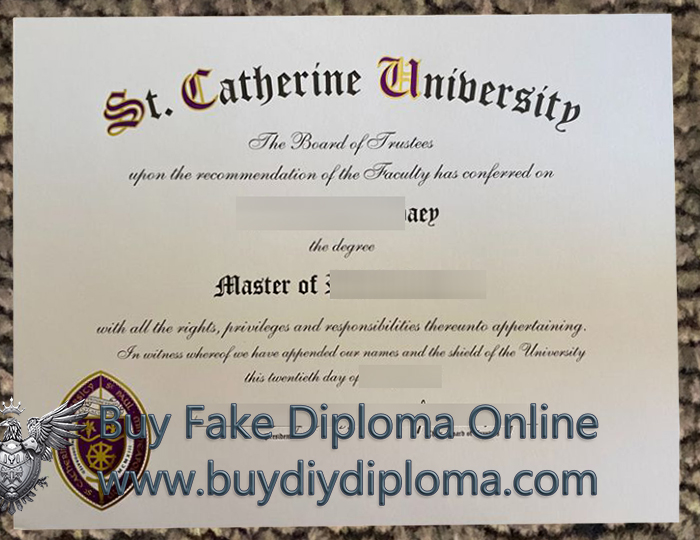 St. Catherine University
The Board of Trustees
upon the recommendation of the Faculty has conferred on
aey
the degree
Master of
with all the rights, privileges and responsibilities thereunto appertaining.
In witness whereof we have appended our names and the shield of the University
this twentieth day of
Buy Fake Diploma Online
www.buydiydiploma.com